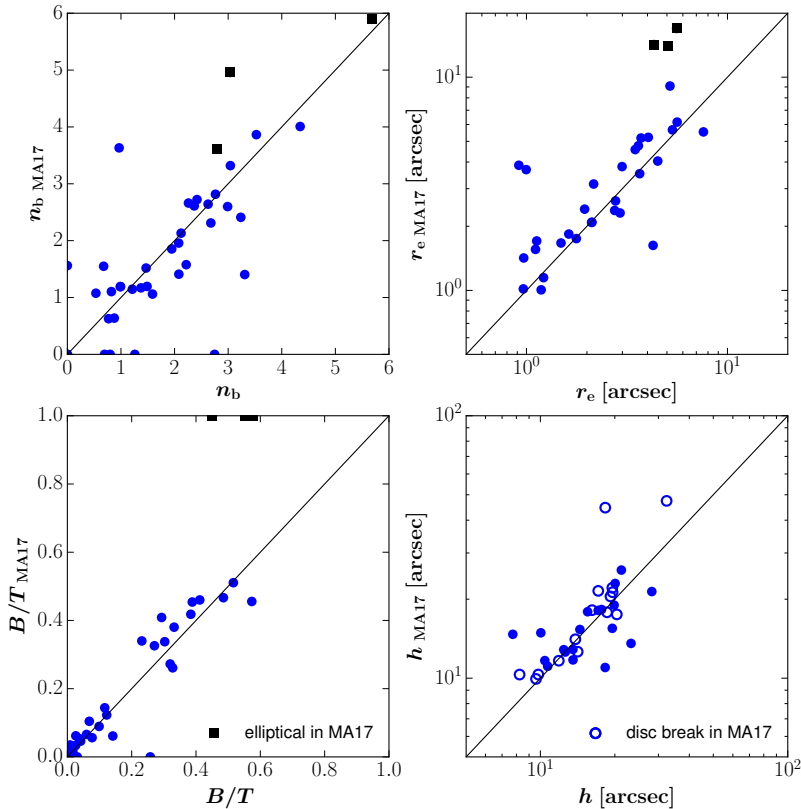 6
5
4
3
2
1
0
0 1 2 3 4 5 6
n_b MA17
n_b
10^1
10^0
10^0 10^1
r_e MA17 [arcsec]
r_e [arcsec]
1.0
0.8
0.6
0.4
0.2
0.0
0.0 0.2 0.4 0.6 0.8 1.0
B/T MA17
B/T
elliptical in MA17
10^2
10^1
10^1 10^2
h MA17 [arcsec]
h [arcsec]
disc break in MA17